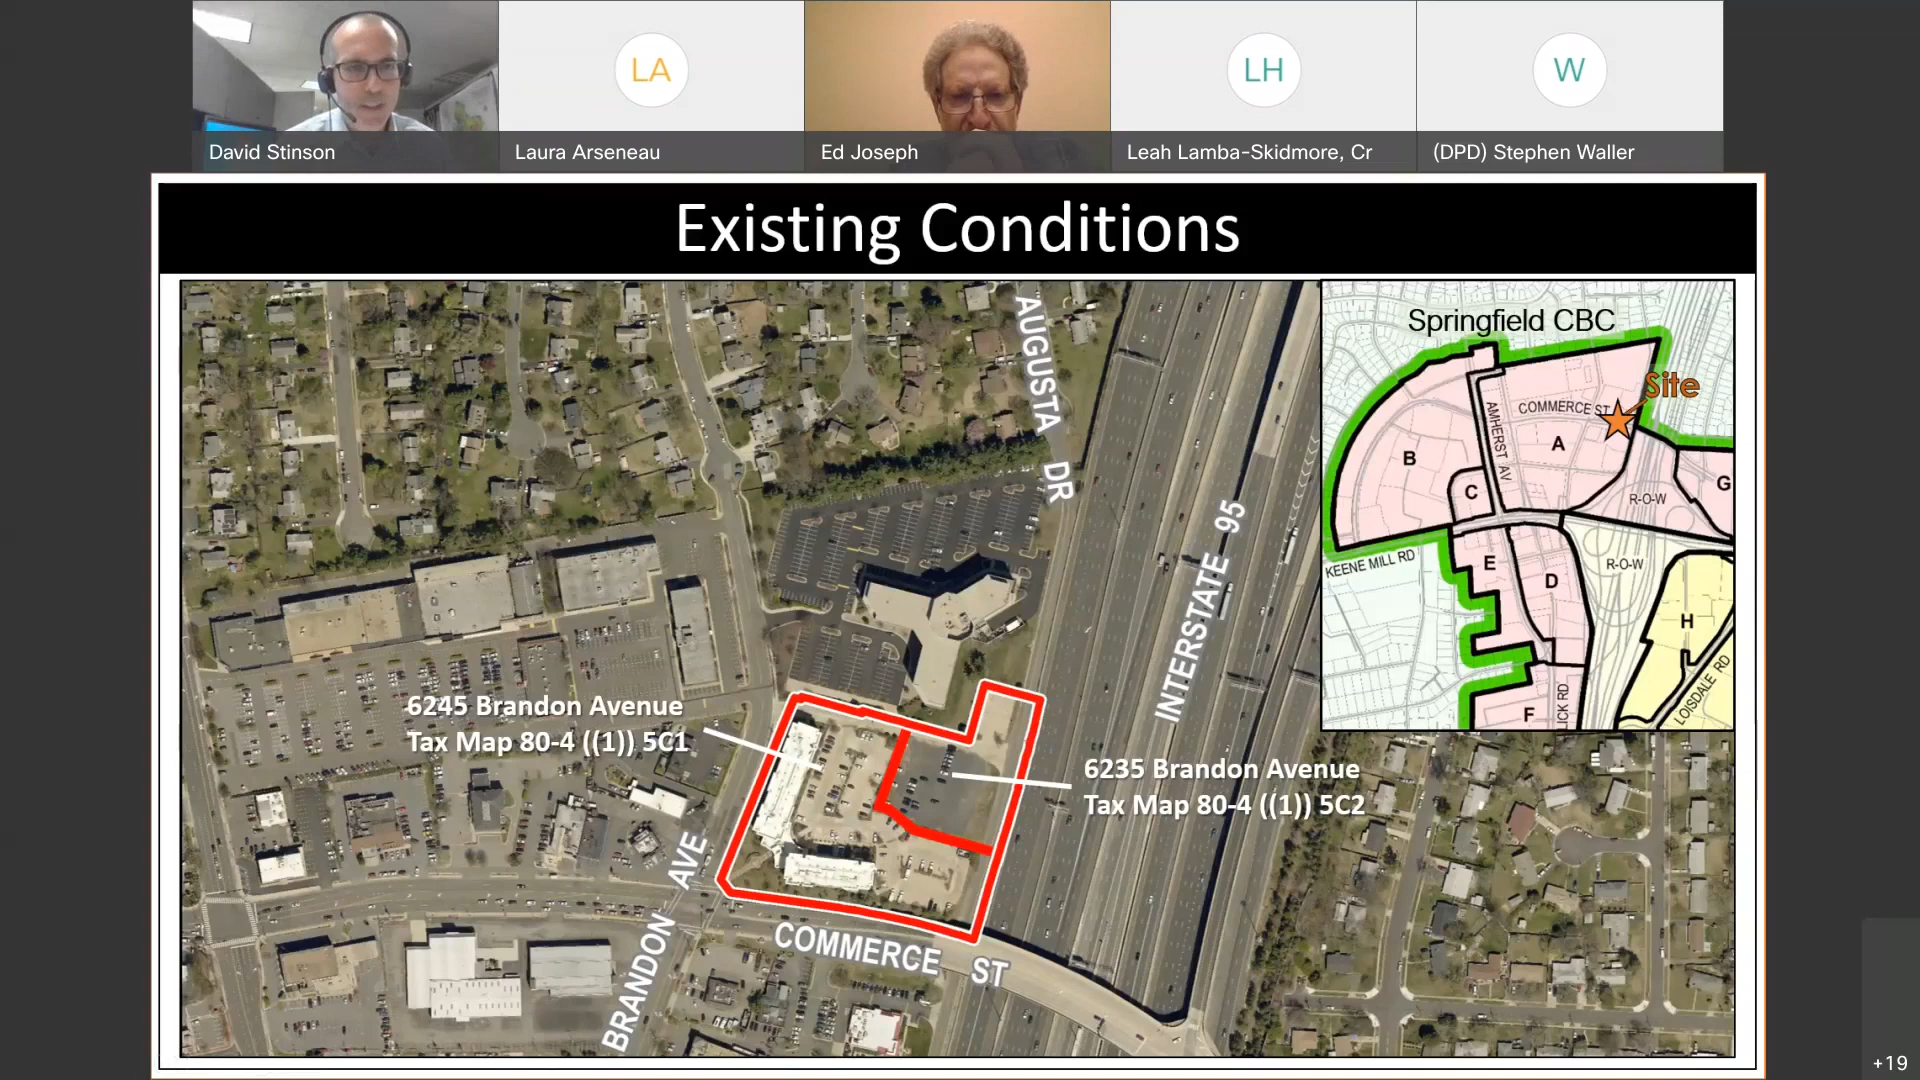 LA
LH
W
David Stinson
Laura Arseneau
Ed Joseph
Leah Lamba-Skidmore, Cr
(DPD) Stephen Waller
Existing Conditions
AUGUSTA DR
INTERSTATE 95
6245 Brandon Avenue
Tax Map 80-4 ((1)) 5C1
6235 Brandon Avenue
Tax Map 80-4 ((1)) 5C2
BRANDON AVE
COMMERCE ST
Springfield CBC
Site
COMMERCE ST
AMHERST AV
A
B
C
G
R-O-W
KEENE MILL RD
E
D
R-O-W
H
F
LICK RD
LOISDALE RD
+19